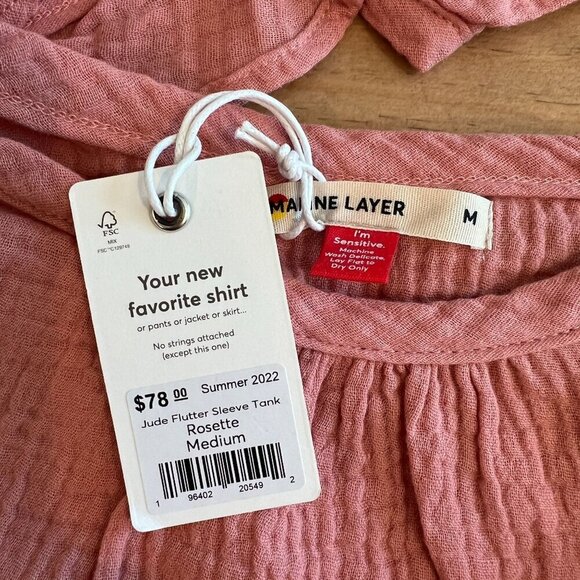 MARINE LAYER
M
I'm
Sensitive.
Machine
Wash Delicate,
Lay Flat to
Dry Only
FSC
MIX
FSC™C139749
Your new
favorite shirt
or pants or jacket or skirt...
No strings attached
(except this one)
$78 00 Summer 2022
Jude Flutter Sleeve Tank
Rosette
Medium
1 96402 20549 2